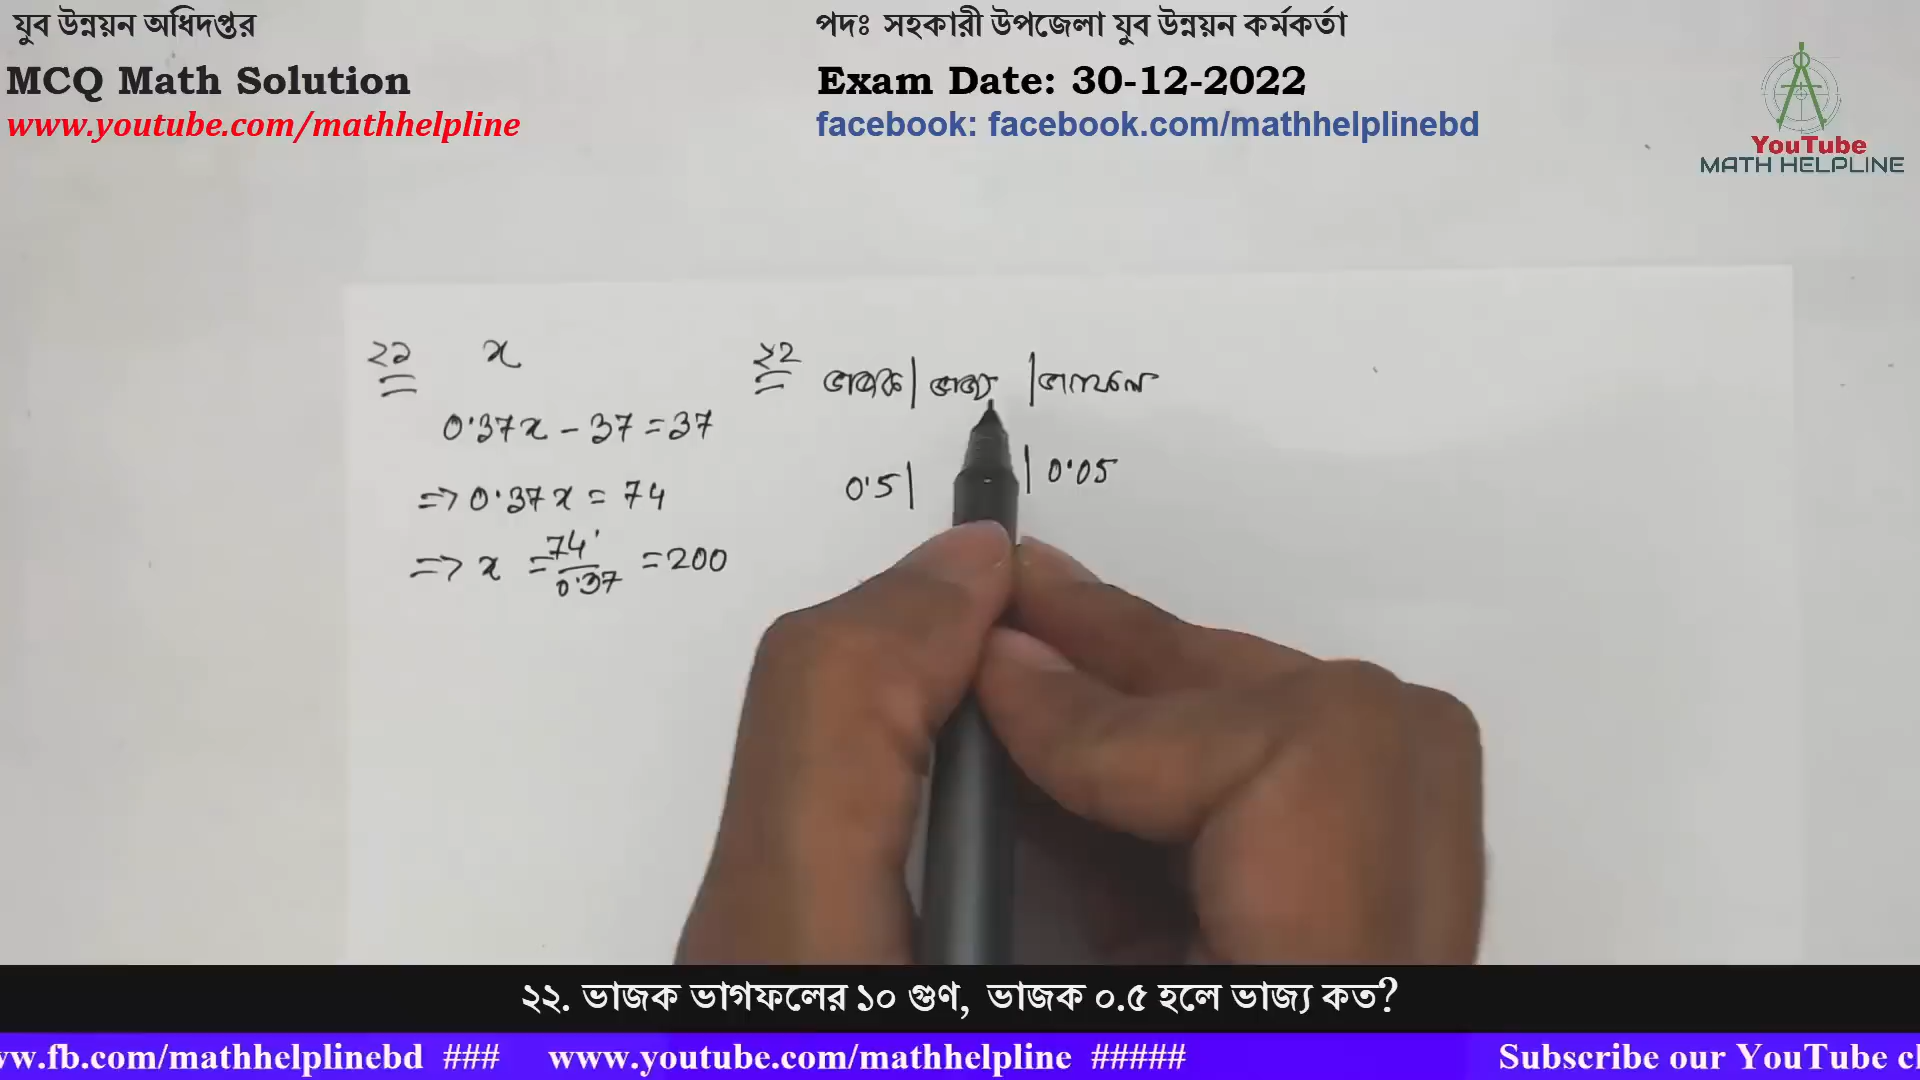 যুব উন্নয়ন অধিদপ্তর
পদঃ সহকারী উপজেলা যুব উন্নয়ন কর্মকর্তা
MCQ Math Solution
Exam Date: 30-12-2022
www.youtube.com/mathhelpline
facebook: facebook.com/mathhelplinebd
YouTube
MATH HELPLINE
২১ x
0.37x - 37 = 37
=> 0.37x = 74
=> x = 74/0.37 = 200
২২ ভাজক | ভাজ্য | ভাগফল
0.5 | | 0.05
২২. ভাজক ভাগফলের ১০ গুণ, ভাজক ০.৫ হলে ভাজ্য কত?
ww.fb.com/mathhelplinebd ### www.youtube.com/mathhelpline ##### Subscribe our YouTube c